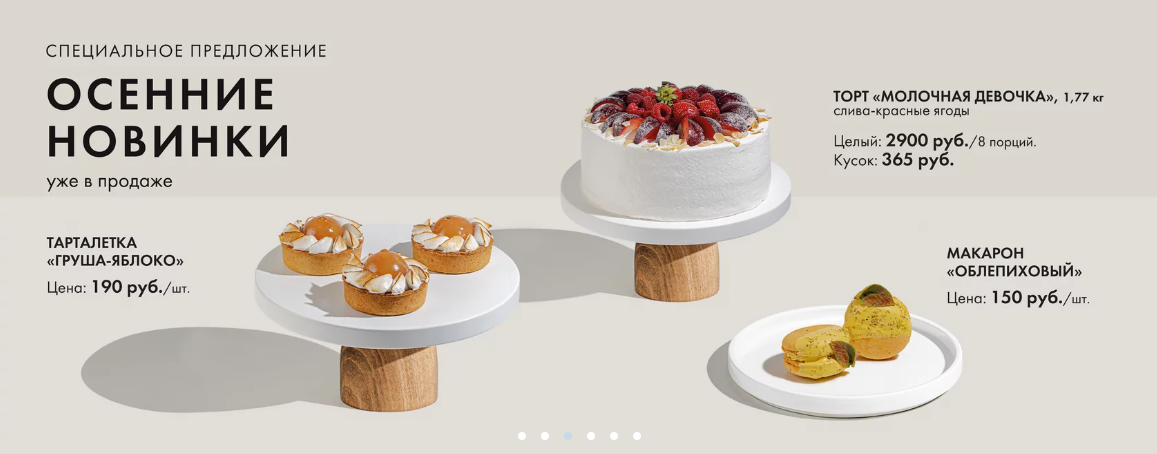 СПЕЦИАЛЬНОЕ ПРЕДЛОЖЕНИЕ
ОСЕННИЕ
НОВИНКИ
уже в продаже
ТАРТАЛЕТКА
«ГРУША-ЯБЛОКО»
Цена: 190 руб./шт.
ТОРТ «МОЛОЧНАЯ ДЕВОЧКА», 1,77 кг
слива-красные ягоды
Целый: 2900 руб./8 порций.
Кусок: 365 руб.
МАКАРОН
«ОБЛЕПИХОВЫЙ»
Цена: 150 руб./шт.